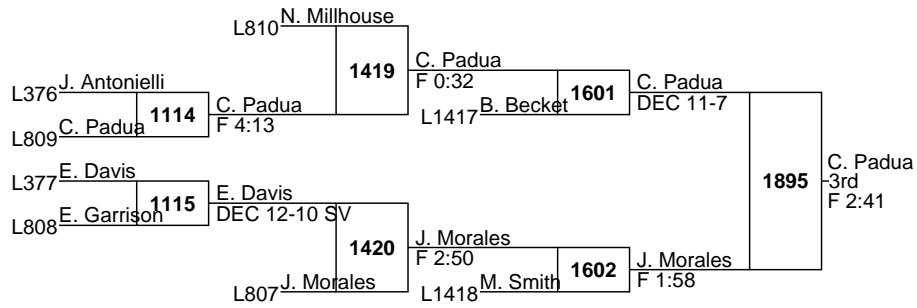 N. Millhouse
L810
1419
C. Padua
F 0:32
J. Antonielli
L376
1114
C. Padua
F 4:13
C. Padua
L809
1601
C. Padua
DEC 11-7
B. Becket
L1417
E. Davis
L377
1115
E. Davis
DEC 12-10 SV
E. Garrison
L808
1420
J. Morales
F 2:50
J. Morales
L807
1602
J. Morales
F 1:58
M. Smith
L1418
1895
C. Padua
3rd
F 2:41